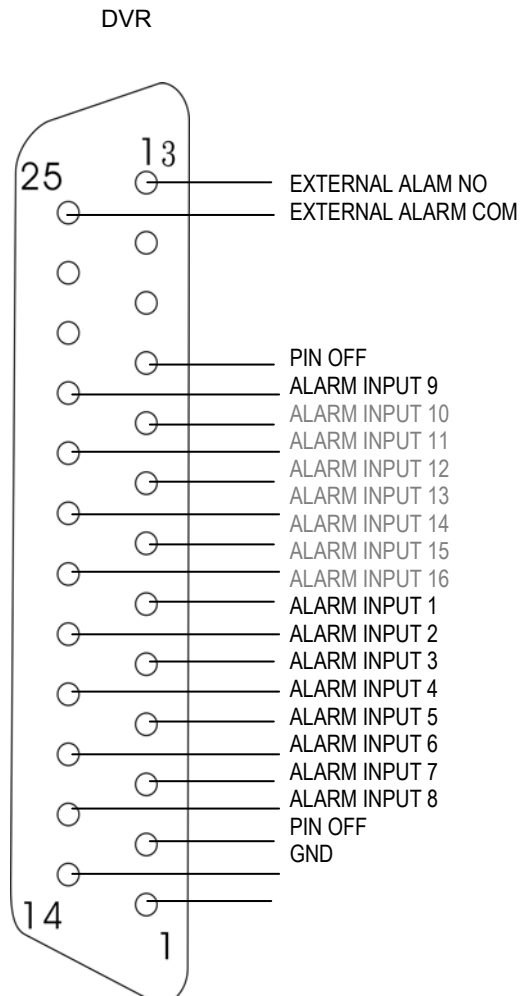 DVR
13
25
EXTERNAL ALAM NO
EXTERNAL ALARM COM
PIN OFF
ALARM INPUT 9
ALARM INPUT 10
ALARM INPUT 11
ALARM INPUT 12
ALARM INPUT 13
ALARM INPUT 14
ALARM INPUT 15
ALARM INPUT 16
ALARM INPUT 1
ALARM INPUT 2
ALARM INPUT 3
ALARM INPUT 4
ALARM INPUT 5
ALARM INPUT 6
ALARM INPUT 7
ALARM INPUT 8
PIN OFF
GND
14
1